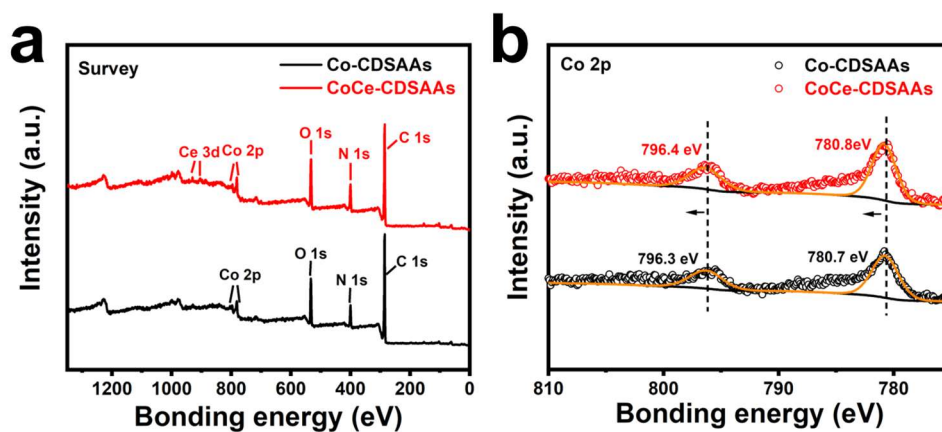 a
Survey
Co-CDSAAs
CoCe-CDSAAs
Ce 3d
Co 2p
O 1s
N 1s
C 1s
Co 2p
O 1s
N 1s
C 1s
Intensity (a.u.)
1200 1000 800 600 400 200 0
Bonding energy (eV)
b
Co 2p
Co-CDSAAs
CoCe-CDSAAs
796.4 eV
780.8eV
796.3 eV
780.7 eV
Intensity (a.u.)
810 800 790 780
Bonding energy (eV)